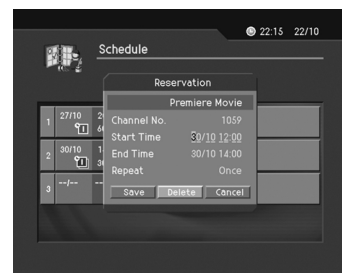 22:15 22/10
Schedule
Reservation
Premiere Movie
Channel No. 1059
Start Time 30/10 12:00
End Time 30/10 14:00
Repeat Once
Save Delete Cancel
1 27/10
2 30/10
3 --/-- --